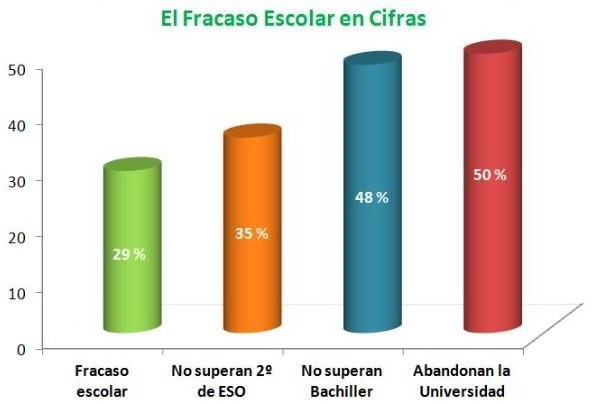 El Fracaso Escolar en Cifras
50
40
30
20
10
0
29 %
35 %
48 %
50 %
Fracaso
escolar
No superan 2º
de ESO
No superan
Bachiller
Abandonan la
Universidad